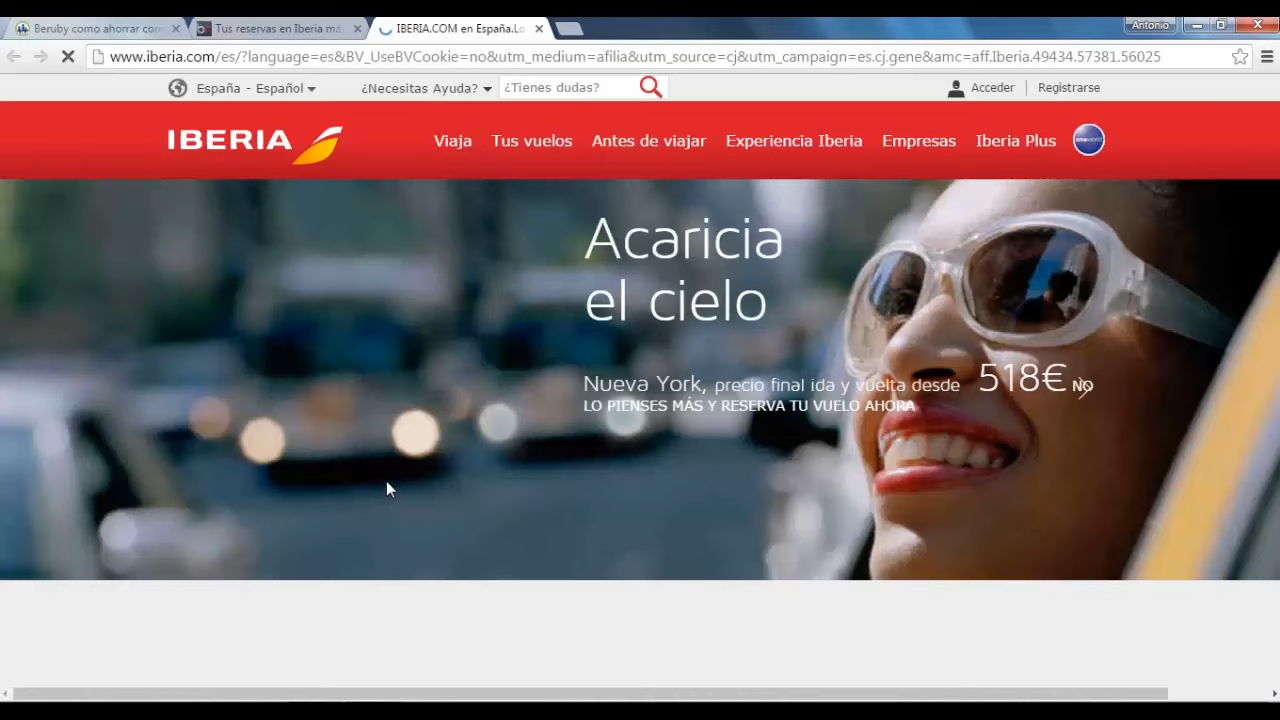 Beruby como ahorrar com
Tus reservas en Iberia má
IBERIA.COM en España.Lo
Antonio
www.iberia.com/es/?language=es&BV_UseBVCookie=no&utm_medium=afilia&utm_source=cj&utm_campaign=es.cj.gene&amc=aff.Iberia.49434.57381.56025
España - Español
¿Necesitas Ayuda?
¿Tienes dudas?
Acceder
Registrarse
IBERIA
Viaja
Tus vuelos
Antes de viajar
Experiencia Iberia
Empresas
Iberia Plus
oneworld
Acaricia
el cielo
Nueva York, precio final ida y vuelta desde 518€ NO
LO PIENSES MÁS Y RESERVA TU VUELO AHORA